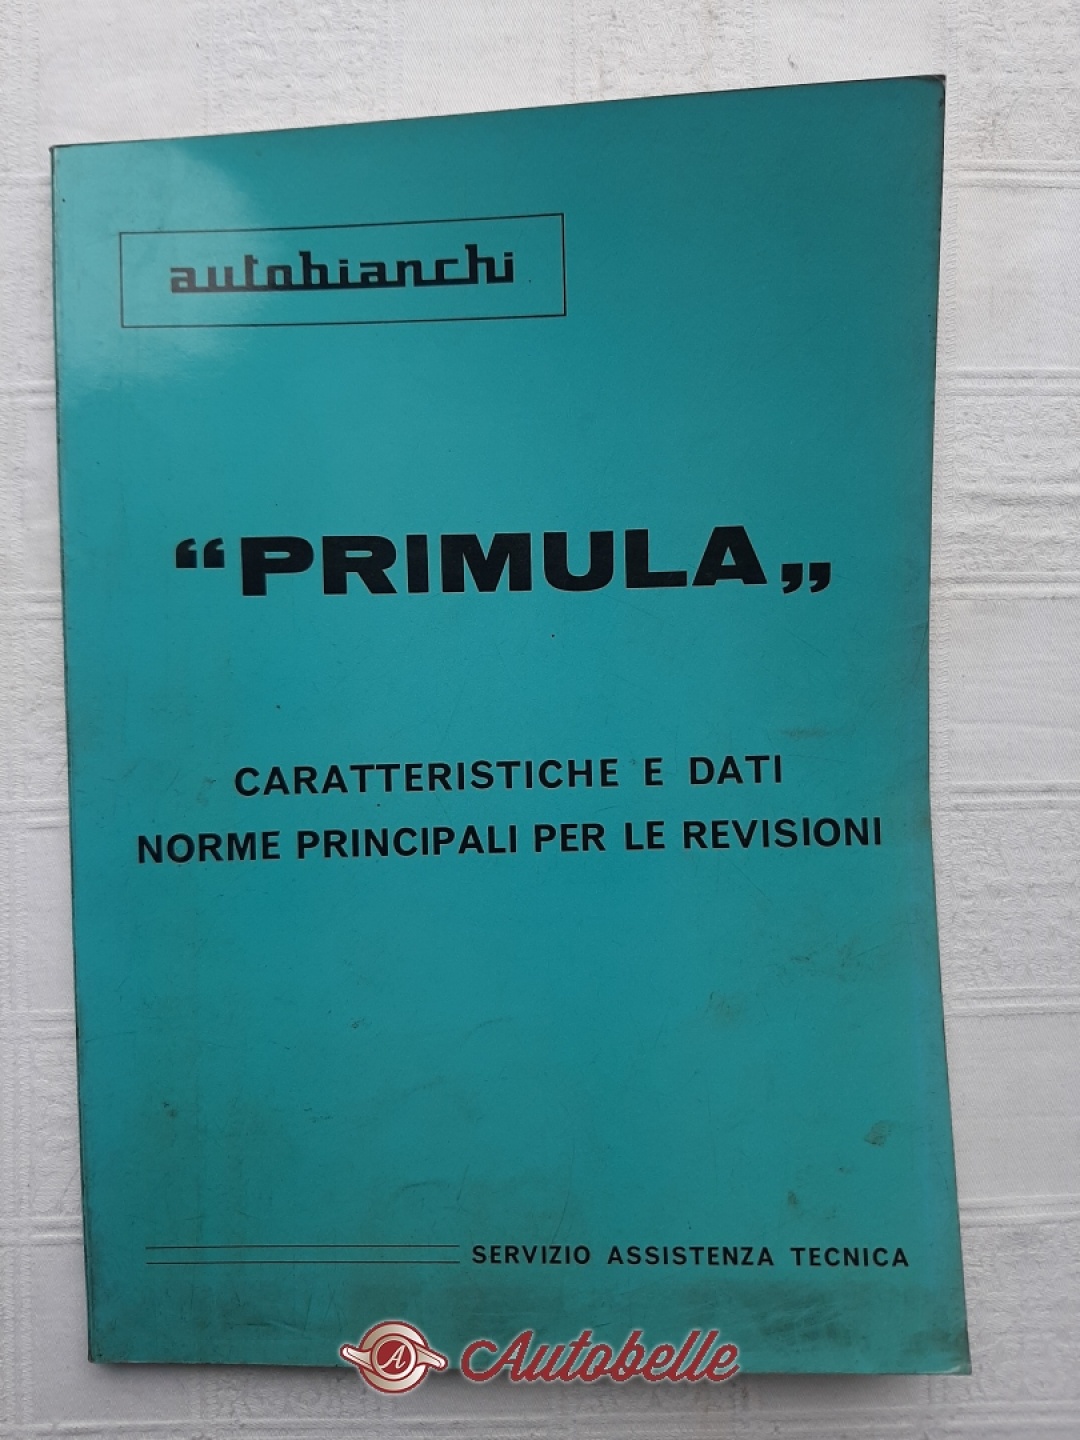 autobianchi
“PRIMULA„
CARATTERISTICHE E DATI
NORME PRINCIPALI PER LE REVISIONI
SERVIZIO ASSISTENZA TECNICA
A Autobelle